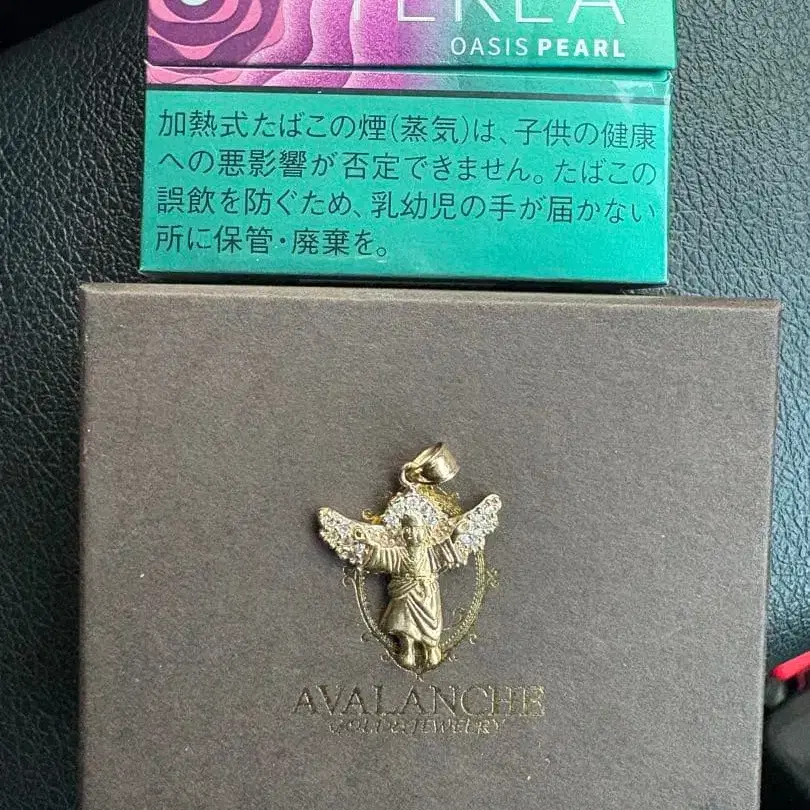 TEREA
OASIS PEARL
加熱式たばこの煙(蒸気)は、子供の健康
への悪影響が否定できません。たばこの
誤飲を防ぐため、乳幼児の手が届かない
所に保管・廃棄を。
AVALANCHE
GOLD & JEWELRY